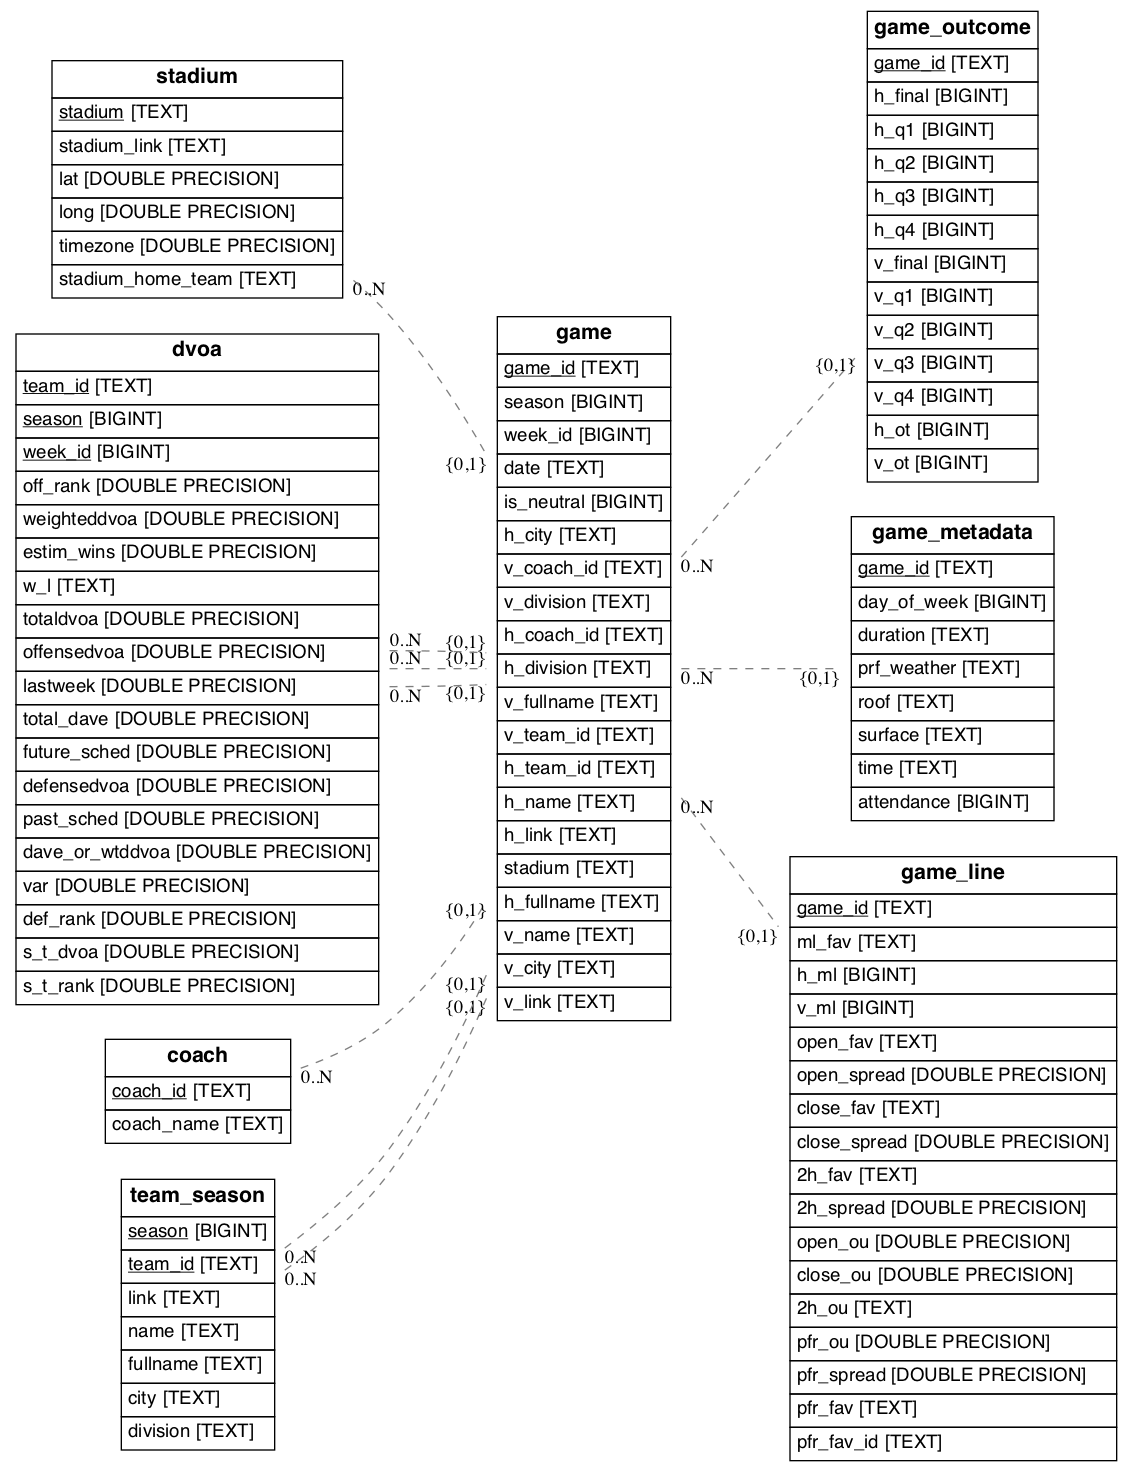 stadium
stadium [TEXT]
stadium_link [TEXT]
lat [DOUBLE PRECISION]
long [DOUBLE PRECISION]
timezone [DOUBLE PRECISION]
stadium_home_team [TEXT]
0..N
{0,1}
dvoa
team_id [TEXT]
season [BIGINT]
week_id [BIGINT]
off_rank [DOUBLE PRECISION]
weighteddvoa [DOUBLE PRECISION]
estim_wins [DOUBLE PRECISION]
w_l [TEXT]
totaldvoa [DOUBLE PRECISION]
offensedvoa [DOUBLE PRECISION]
lastweek [DOUBLE PRECISION]
total_dave [DOUBLE PRECISION]
future_sched [DOUBLE PRECISION]
defensedvoa [DOUBLE PRECISION]
past_sched [DOUBLE PRECISION]
dave_or_wtddvoa [DOUBLE PRECISION]
var [DOUBLE PRECISION]
def_rank [DOUBLE PRECISION]
s_t_dvoa [DOUBLE PRECISION]
s_t_rank [DOUBLE PRECISION]
0..N {0,1}
0..N {0,1}
0..N {0,1}
coach
coach_id [TEXT]
coach_name [TEXT]
0..N
{0,1}
team_season
season [BIGINT]
team_id [TEXT]
link [TEXT]
name [TEXT]
fullname [TEXT]
city [TEXT]
division [TEXT]
0..N
0..N
{0,1}
{0,1}
game
game_id [TEXT]
season [BIGINT]
week_id [BIGINT]
date [TEXT]
is_neutral [BIGINT]
h_city [TEXT]
v_coach_id [TEXT]
v_division [TEXT]
h_coach_id [TEXT]
h_division [TEXT]
v_fullname [TEXT]
v_team_id [TEXT]
h_team_id [TEXT]
h_name [TEXT]
h_link [TEXT]
stadium [TEXT]
h_fullname [TEXT]
v_name [TEXT]
v_city [TEXT]
v_link [TEXT]
0..N
{0,1}
0..N
{0,1}
0..N
{0,1}
game_outcome
game_id [TEXT]
h_final [BIGINT]
h_q1 [BIGINT]
h_q2 [BIGINT]
h_q3 [BIGINT]
h_q4 [BIGINT]
v_final [BIGINT]
v_q1 [BIGINT]
v_q2 [BIGINT]
v_q3 [BIGINT]
v_q4 [BIGINT]
h_ot [BIGINT]
v_ot [BIGINT]
game_metadata
game_id [TEXT]
day_of_week [BIGINT]
duration [TEXT]
prf_weather [TEXT]
roof [TEXT]
surface [TEXT]
time [TEXT]
attendance [BIGINT]
game_line
game_id [TEXT]
ml_fav [TEXT]
h_ml [BIGINT]
v_ml [BIGINT]
open_fav [TEXT]
open_spread [DOUBLE PRECISION]
close_fav [TEXT]
close_spread [DOUBLE PRECISION]
2h_fav [TEXT]
2h_spread [DOUBLE PRECISION]
open_ou [DOUBLE PRECISION]
close_ou [DOUBLE PRECISION]
2h_ou [TEXT]
pfr_ou [DOUBLE PRECISION]
pfr_spread [DOUBLE PRECISION]
pfr_fav [TEXT]
pfr_fav_id [TEXT]